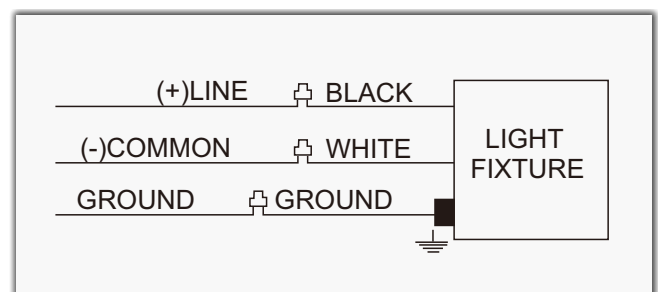 (+)LINE BLACK
(-)COMMON WHITE
GROUND GROUND
LIGHT
FIXTURE